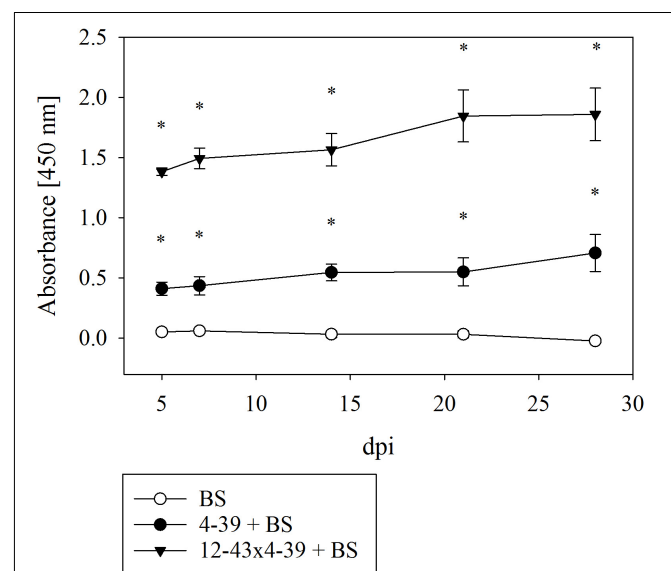 2.5
2.0
1.5
1.0
0.5
0.0
Absorbance [450 nm]
* * * * *
* * * * *
5 10 15 20 25 30
dpi
BS
4-39 + BS
12-43x4-39 + BS